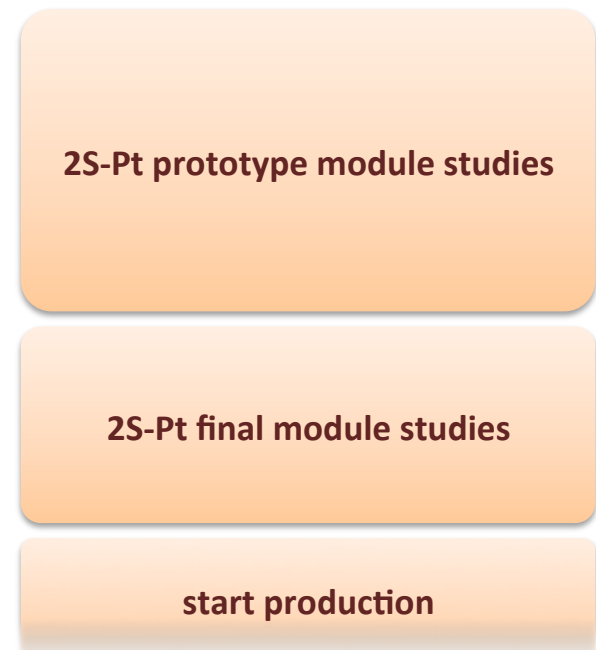 2S-Pt prototype module studies
2S-Pt final module studies
start production